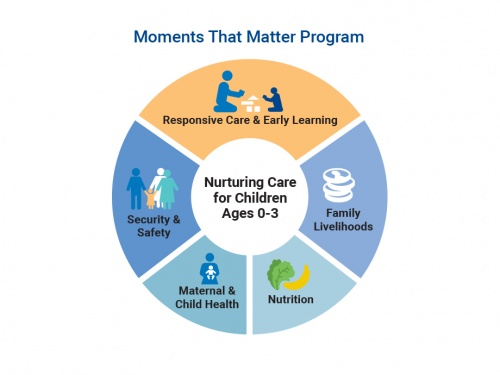 Moments That Matter Program
Responsive Care & Early Learning
Nurturing Care
for Children
Ages 0-3
Security &
Safety
Family
Livelihoods
Maternal &
Child Health
Nutrition